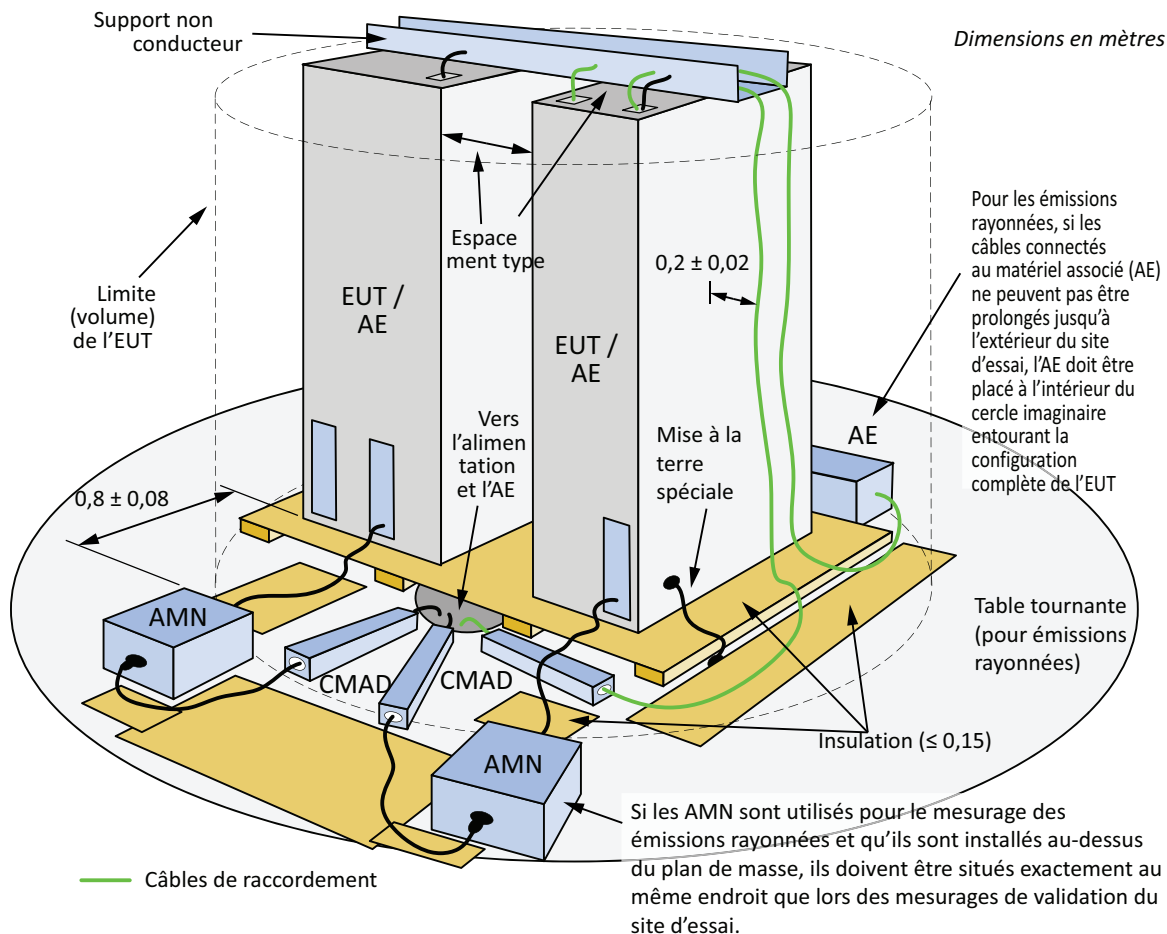 Support non
conducteur
Dimensions en mètres
Espace
ment type
0,2 ± 0,02
Limite
(volume)
de l’EUT
EUT /
AE
EUT /
AE
Pour les émissions
rayonnées, si les
câbles connectés
au matériel associé (AE)
ne peuvent pas être
prolongés jusqu’à
l’extérieur du site
d’essai, l’AE doit être
placé à l’intérieur du
cercle imaginaire
entourant la
configuration
complète de l’EUT
Vers
l’alimen
tation
et l’AE
Mise à la
terre
spéciale
AE
0,8 ± 0,08
AMN
CMAD
CMAD
Table tournante
(pour émissions
rayonnées)
Insulation (≤ 0,15)
AMN
Si les AMN sont utilisés pour le mesurage des
émissions rayonnées et qu’ils sont installés au-dessus
du plan de masse, ils doivent être situés exactement au
même endroit que lors des mesurages de validation du
site d’essai.
Câbles de raccordement